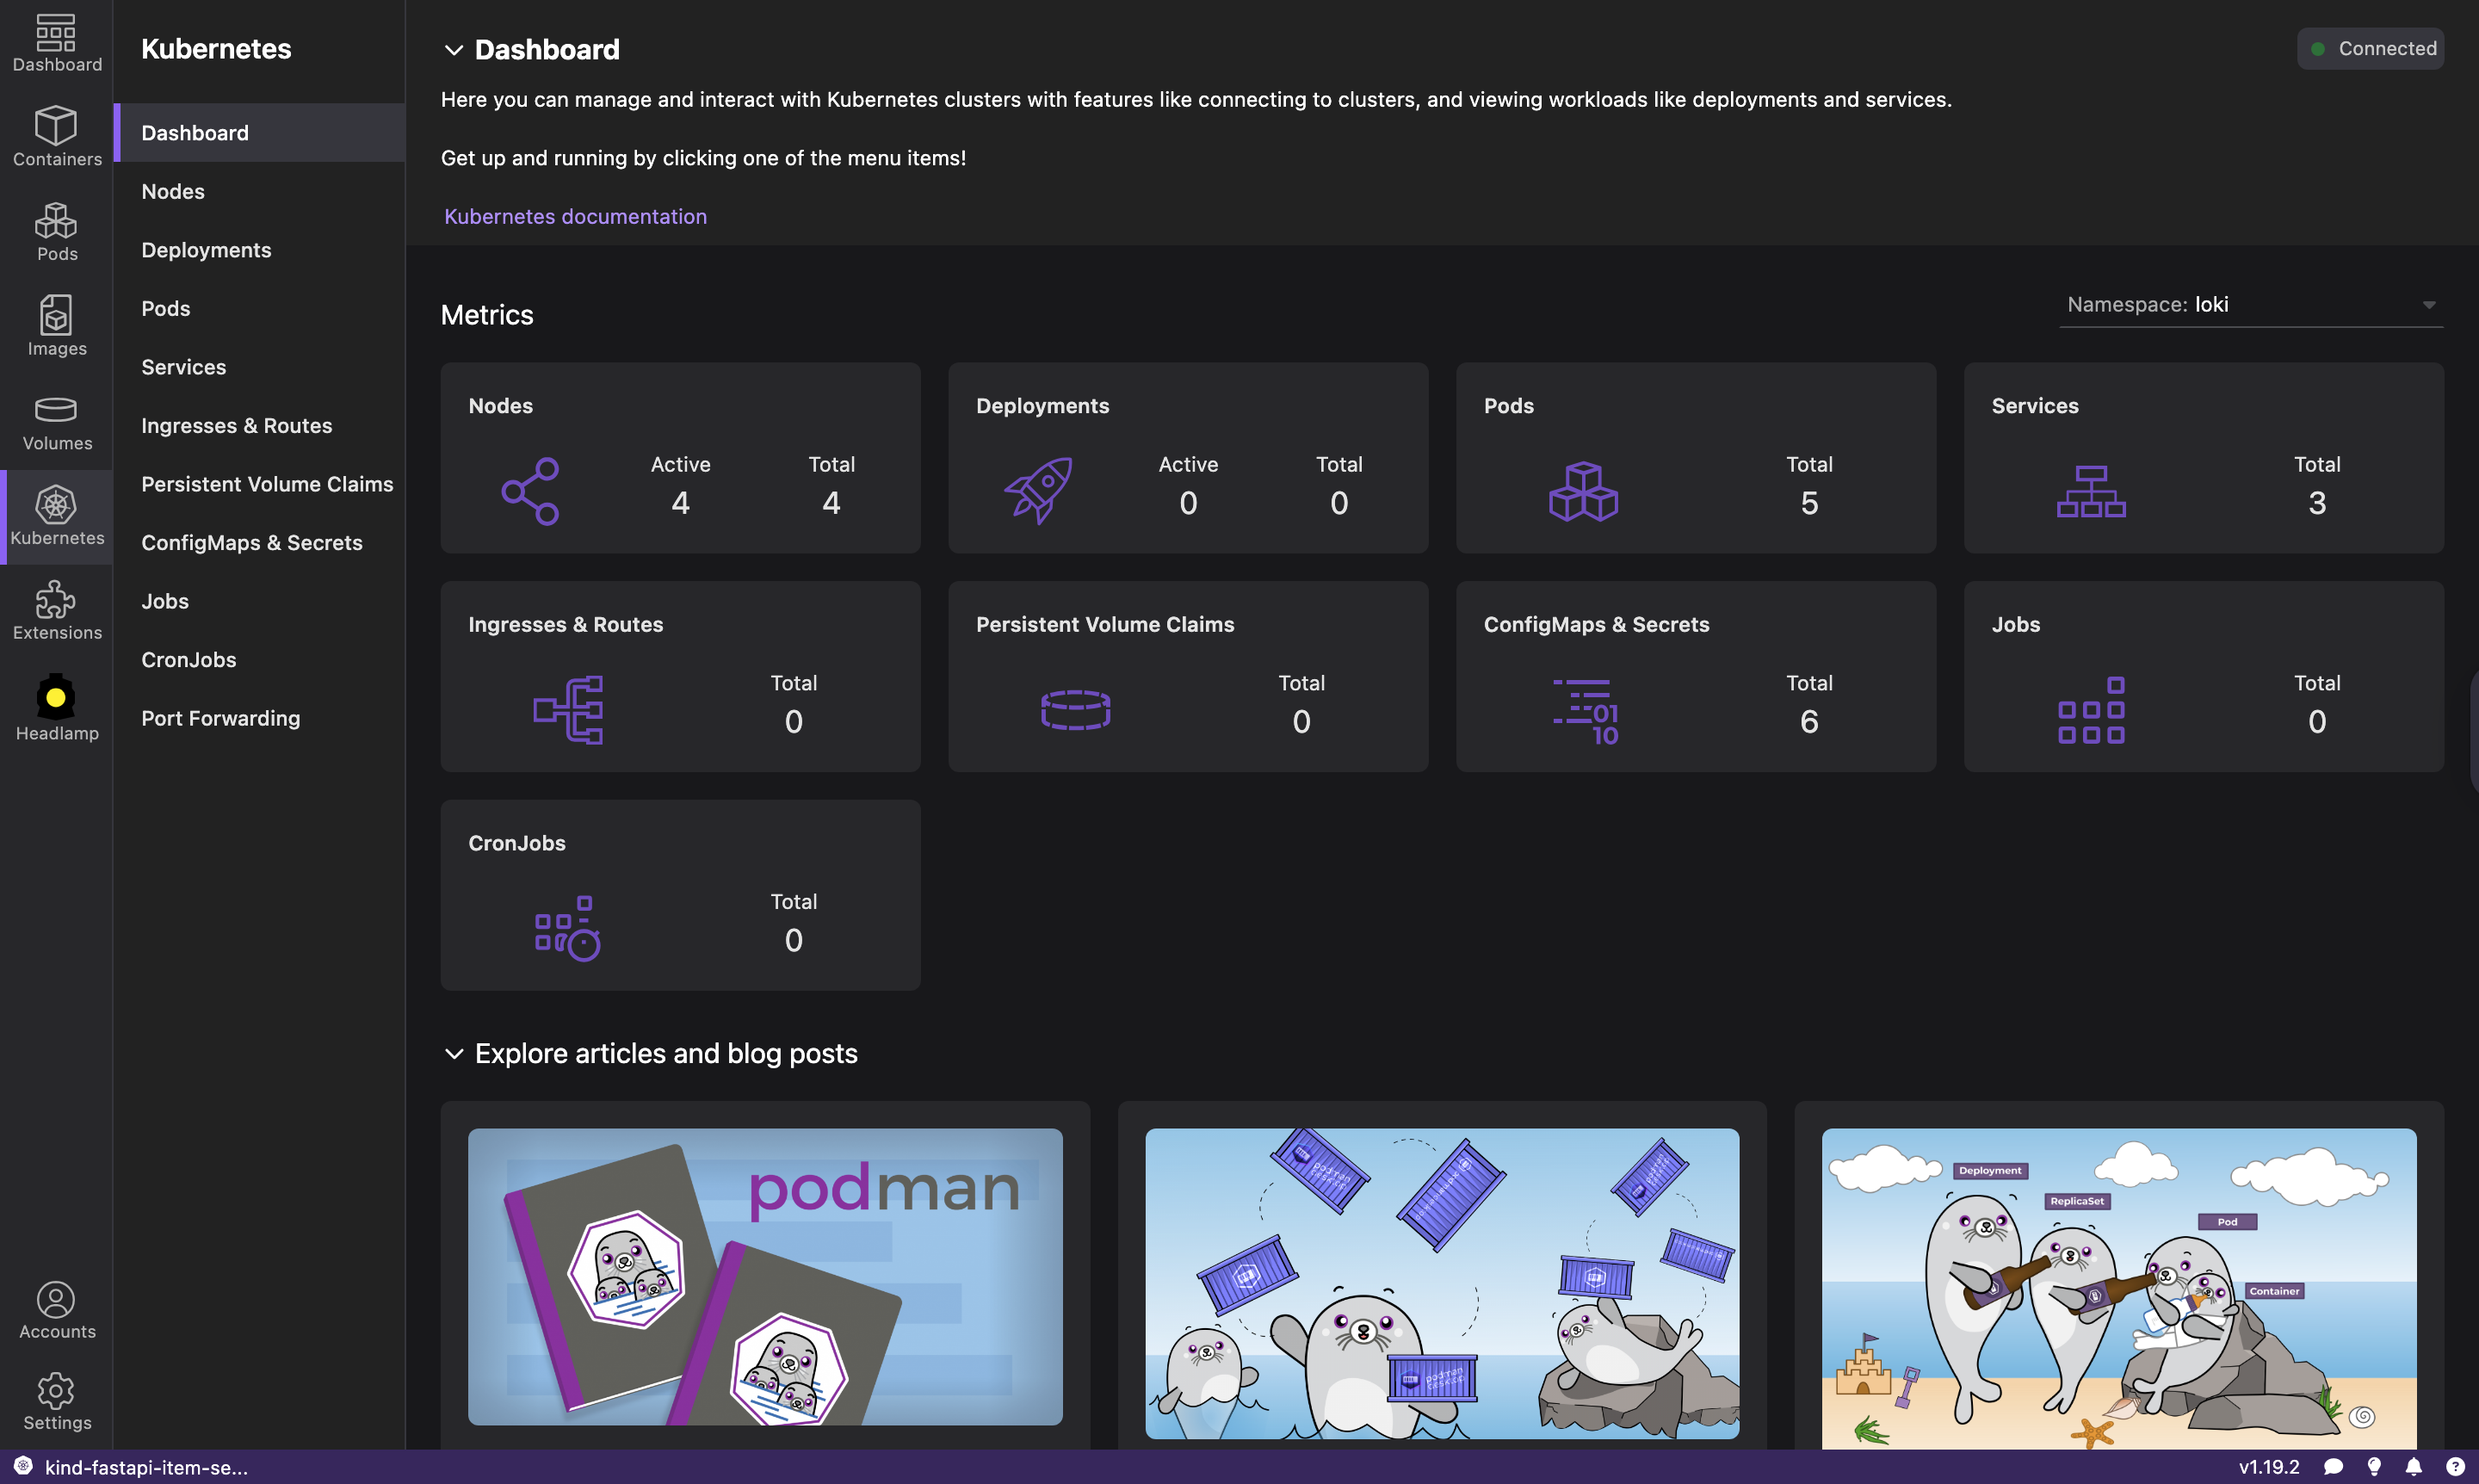 Dashboard
Containers
Pods
Images
Volumes
Kubernetes
Extensions
Headlamp
Accounts
Settings
Kubernetes
Dashboard
Nodes
Deployments
Pods
Services
Ingresses & Routes
Persistent Volume Claims
ConfigMaps & Secrets
Jobs
CronJobs
Port Forwarding
Dashboard
Connected
Here you can manage and interact with Kubernetes clusters with features like connecting to clusters, and viewing workloads like deployments and services.
Get up and running by clicking one of the menu items!
Kubernetes documentation
Metrics
Namespace: loki
Nodes
Active Total
4 4
Deployments
Active Total
0 0
Pods
Total
5
Services
Total
3
Ingresses & Routes
Total
0
Persistent Volume Claims
Total
0
ConfigMaps & Secrets
01
10
Total
6
Jobs
Total
0
CronJobs
Total
0
Explore articles and blog posts
podman
podman
DESKTOP
podman
DESKTOP
Deployment
ReplicaSet
Pod
Container
kind-fastapi-item-se...
v1.19.2